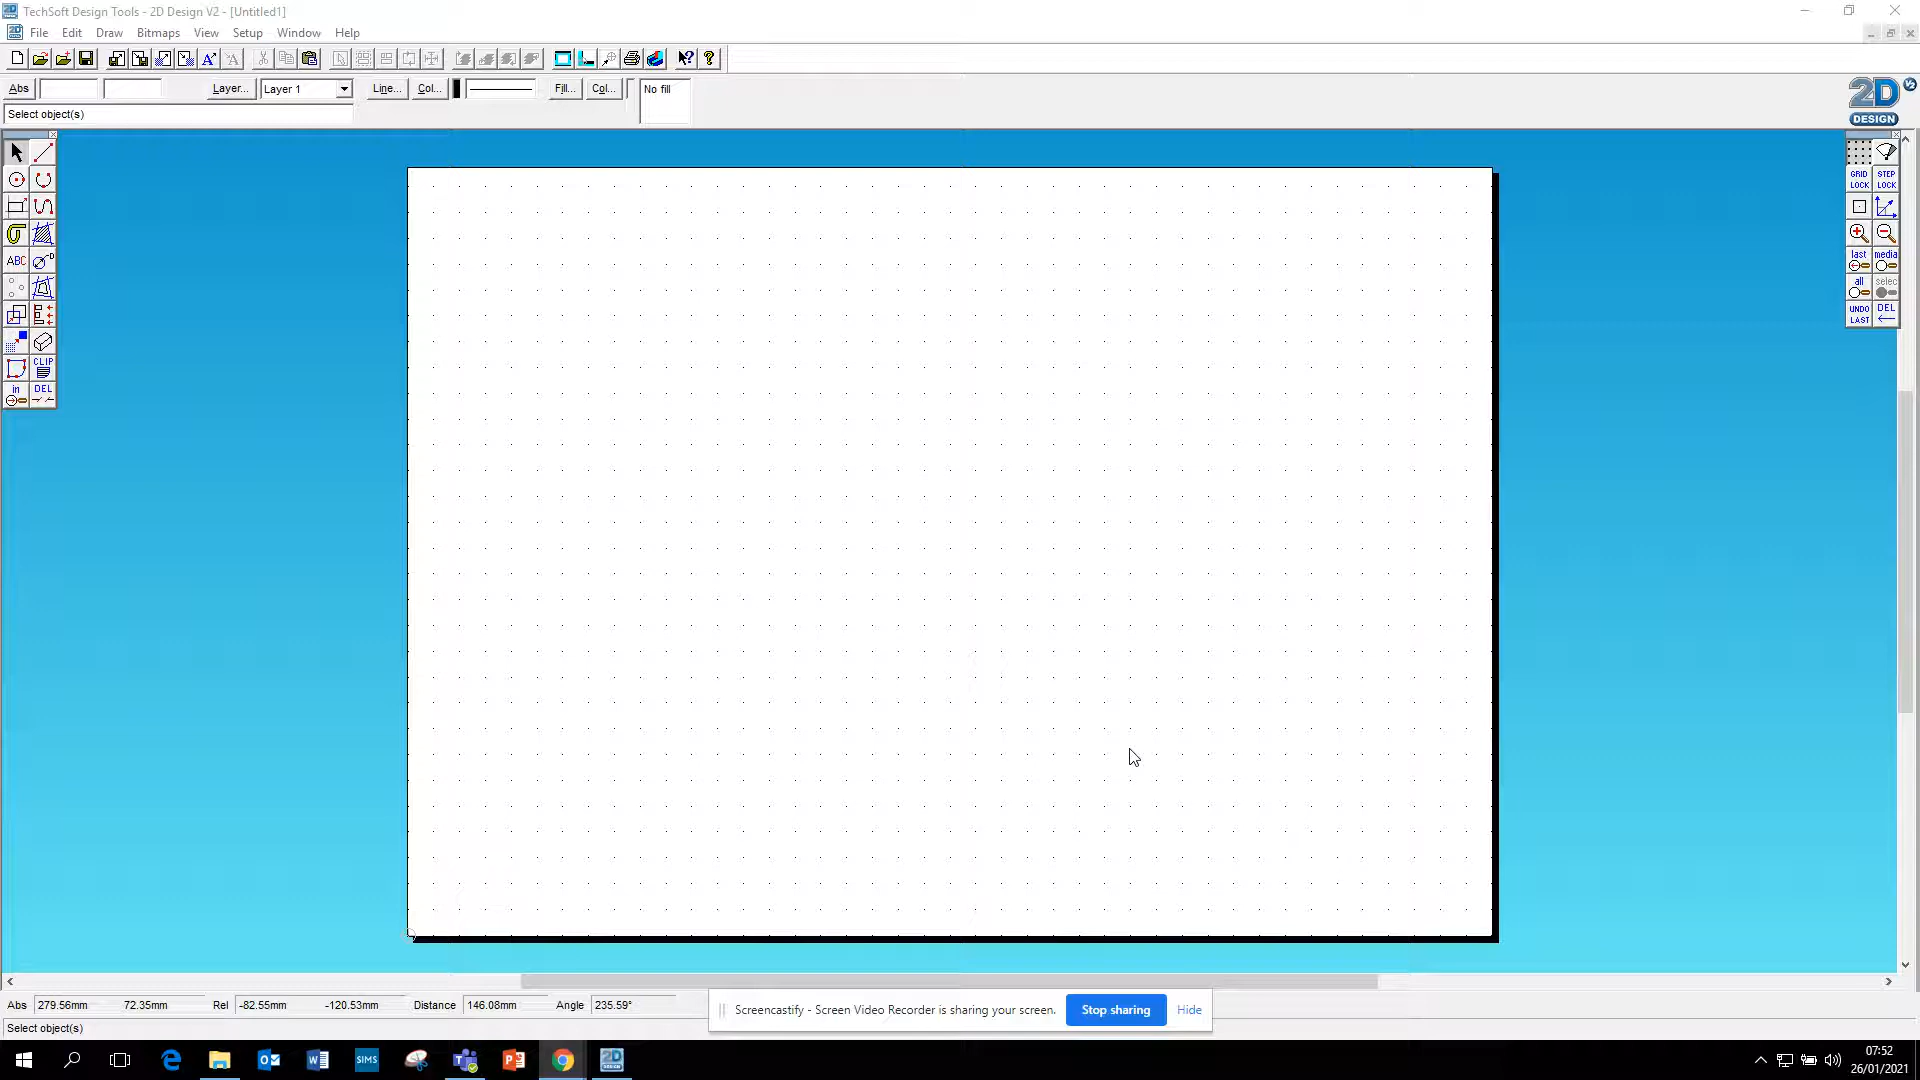 TechSoft Design Tools - 2D Design V2 - [Untitled1]
File Edit Draw Bitmaps View Setup Window Help
Abs Layer... Layer 1 Line... Col... Fill... Col... No fill
Select object(s)
2D V2
DESIGN
GRID LOCK STEP LOCK
ABC D
last media
all selec
UNDO LAST DEL
CLIP
in DEL
Abs 279.56mm 72.35mm Rel -82.55mm -120.53mm Distance 146.08mm Angle 235.59°
Screencastify - Screen Video Recorder is sharing your screen. Stop sharing Hide
Select object(s)
SIMS
2D DESIGN
07:52
26/01/2021